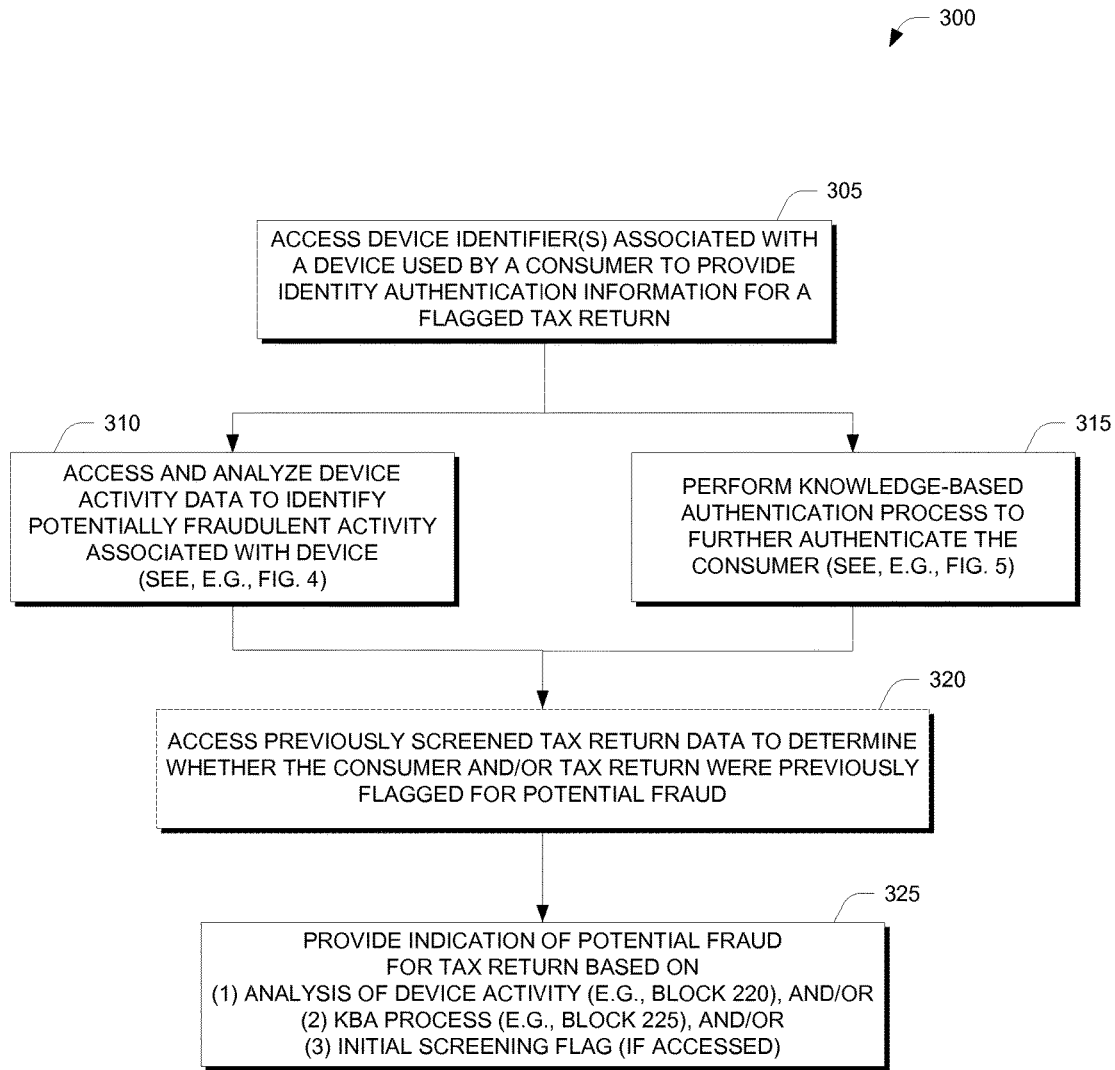 300
305
ACCESS DEVICE IDENTIFIER(S) ASSOCIATED WITH
A DEVICE USED BY A CONSUMER TO PROVIDE
IDENTITY AUTHENTICATION INFORMATION FOR A
FLAGGED TAX RETURN
310
ACCESS AND ANALYZE DEVICE
ACTIVITY DATA TO IDENTIFY
POTENTIALLY FRAUDULENT ACTIVITY
ASSOCIATED WITH DEVICE
(SEE, E.G., FIG. 4)
315
PERFORM KNOWLEDGE-BASED
AUTHENTICATION PROCESS TO
FURTHER AUTHENTICATE THE
CONSUMER (SEE, E.G., FIG. 5)
320
ACCESS PREVIOUSLY SCREENED TAX RETURN DATA TO DETERMINE
WHETHER THE CONSUMER AND/OR TAX RETURN WERE PREVIOUSLY
FLAGGED FOR POTENTIAL FRAUD
325
PROVIDE INDICATION OF POTENTIAL FRAUD
FOR TAX RETURN BASED ON
(1) ANALYSIS OF DEVICE ACTIVITY (E.G., BLOCK 220), AND/OR
(2) KBA PROCESS (E.G., BLOCK 225), AND/OR
(3) INITIAL SCREENING FLAG (IF ACCESSED)